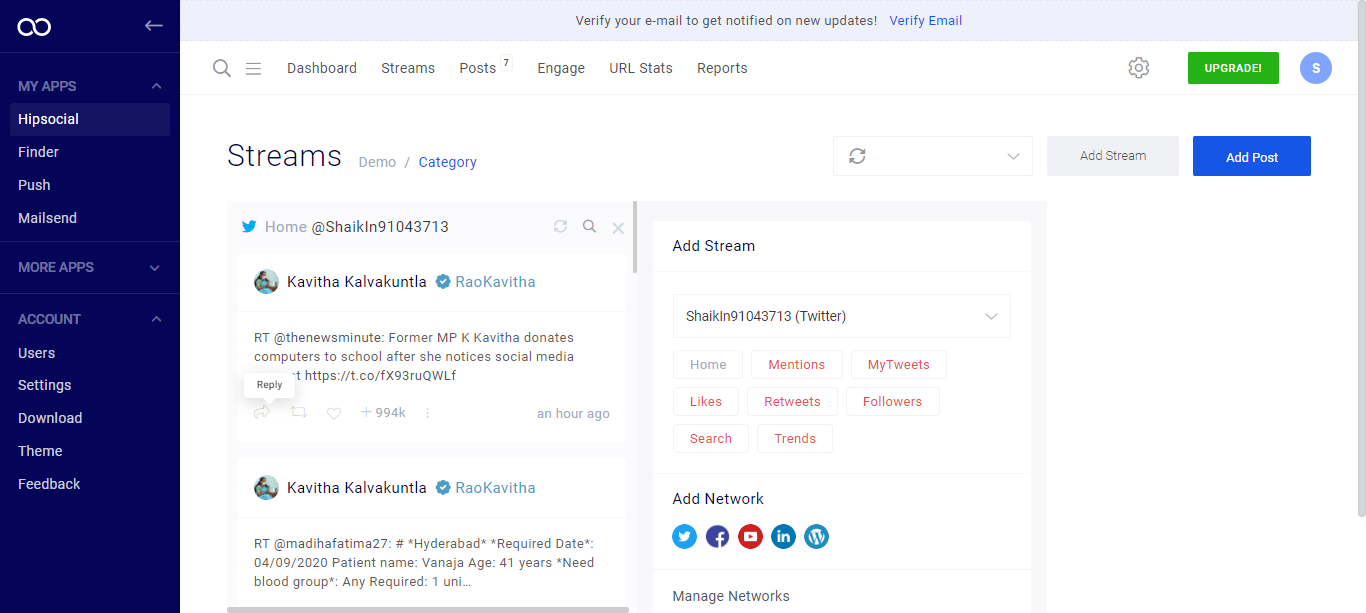 Verify your e-mail to get notified on new updates! Verify Email
MY APPS
Hipsocial
Finder
Push
Mailsend
MORE APPS
ACCOUNT
Users
Settings
Download
Theme
Feedback
Dashboard Streams Posts 7 Engage URL Stats Reports
UPGRADE! S
Streams Demo / Category
Add Stream Add Post
Home @ShaikIn91043713
Kavitha Kalvakuntla RaoKavitha
RT @thenewsminute: Former MP K Kavitha donates
computers to school after she notices social media
t https://t.co/fX93ruQWLf
Reply
+994k an hour ago
Kavitha Kalvakuntla RaoKavitha
RT @madihafatima27: # *Hyderabad* *Required Date*:
04/09/2020 Patient name: Vanaja Age: 41 years *Need
blood group*: Any Required: 1 uni...
Add Stream
ShaikIn91043713 (Twitter)
Home Mentions MyTweets
Likes Retweets Followers
Search Trends
Add Network
Manage Networks